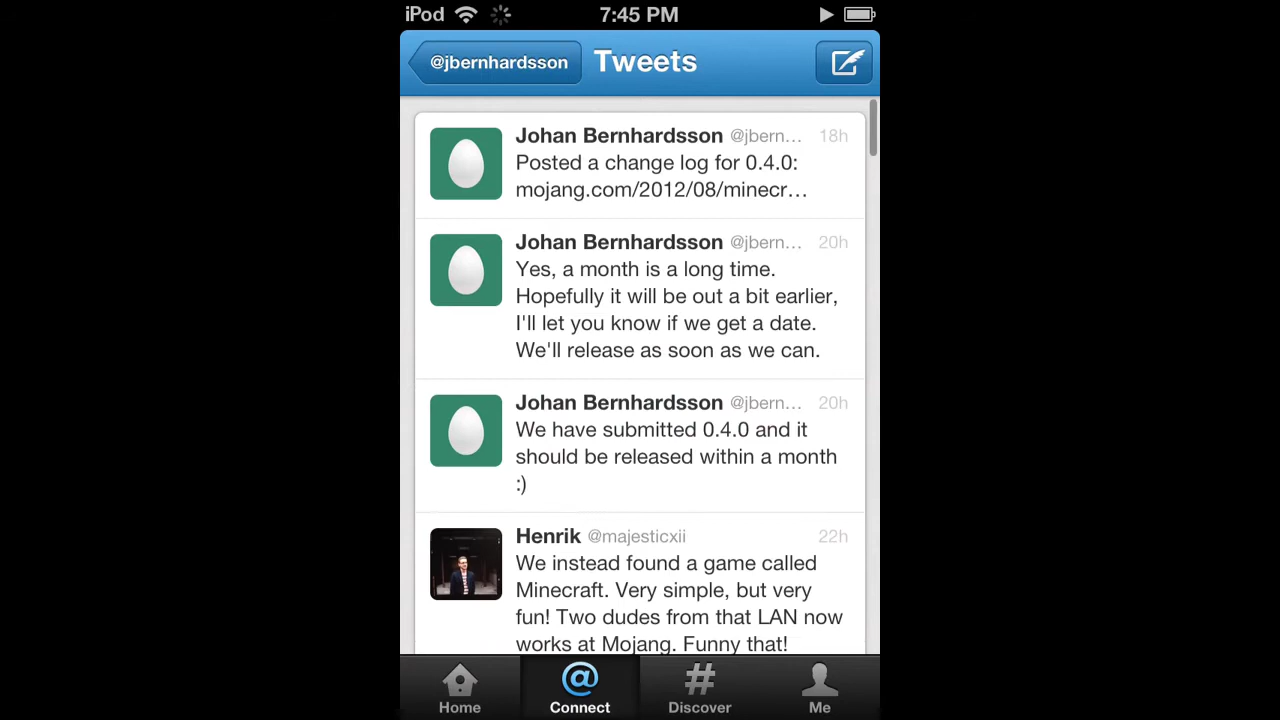 iPod 7:45 PM
@jbernhardsson Tweets
Johan Bernhardsson @jbern... 18h
Posted a change log for 0.4.0:
mojang.com/2012/08/minecr...
Johan Bernhardsson @jbern... 20h
Yes, a month is a long time.
Hopefully it will be out a bit earlier,
I'll let you know if we get a date.
We'll release as soon as we can.
Johan Bernhardsson @jbern... 20h
We have submitted 0.4.0 and it
should be released within a month
:)
Henrik @majesticxii 22h
We instead found a game called
Minecraft. Very simple, but very
fun! Two dudes from that LAN now
works at Mojang. Funny that!
Home Connect Discover Me